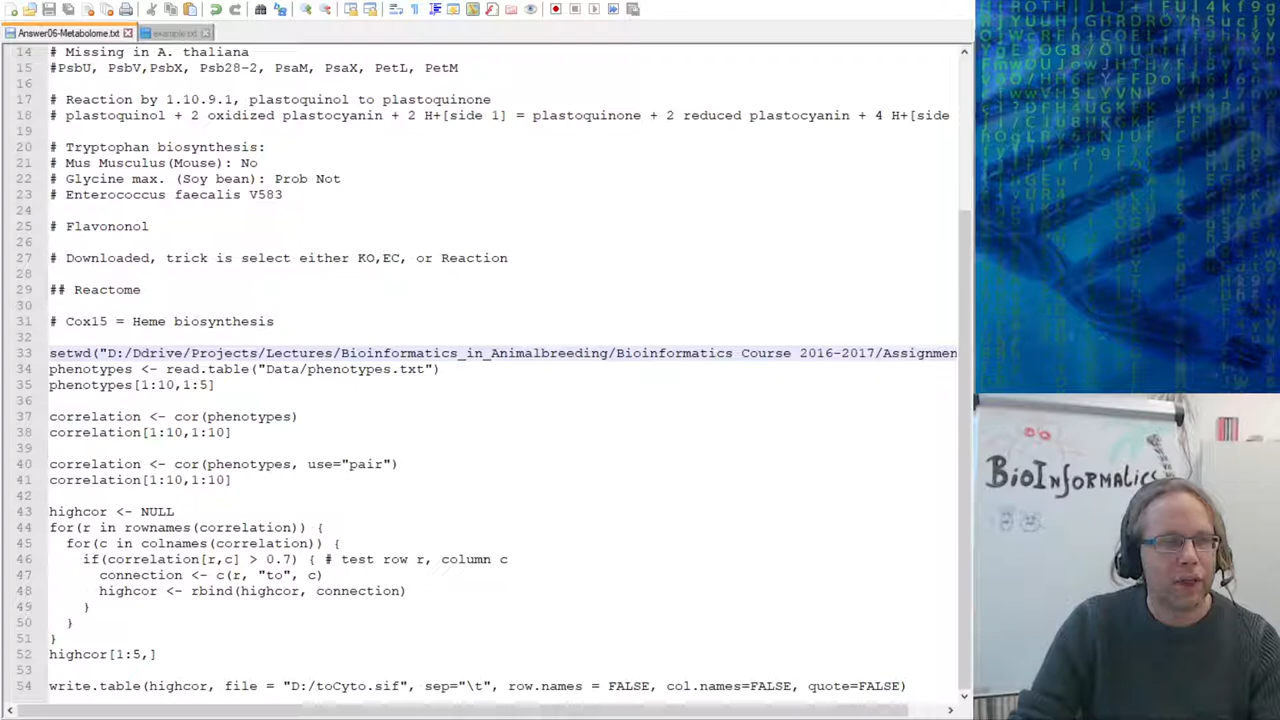 Answer06-Metabolome.txt
example.txt
14 # Missing in A. thaliana
15 #PsbU, PsbV,PsbX, Psb28-2, PsaM, PsaX, PetL, PetM
16
17 # Reaction by 1.10.9.1, plastoquinol to plastoquinone
18 # plastoquinol + 2 oxidized plastocyanin + 2 H+[side 1] = plastoquinone + 2 reduced plastocyanin + 4 H+[side
19
20 # Tryptophan biosynthesis:
21 # Mus Musculus(Mouse): No
22 # Glycine max. (Soy bean): Prob Not
23 # Enterococcus faecalis V583
24
25 # Flavononol
26
27 # Downloaded, trick is select either KO,EC, or Reaction
28
29 ## Reactome
30
31 # Cox15 = Heme biosynthesis
32
33 setwd("D:/Ddrive/Projects/Lectures/Bioinformatics_in_Animalbreeding/Bioinformatics Course 2016-2017/Assignmen
34 phenotypes <- read.table("Data/phenotypes.txt")
35 phenotypes[1:10,1:5]
36
37 correlation <- cor(phenotypes)
38 correlation[1:10,1:10]
39
40 correlation <- cor(phenotypes, use="pair")
41 correlation[1:10,1:10]
42
43 highcor <- NULL
44 for(r in rownames(correlation)) {
45 for(c in colnames(correlation)) {
46 if(correlation[r,c] > 0.7) { # test row r, column c
47 connection <- c(r, "to", c)
48 highcor <- rbind(highcor, connection)
49 }
50 }
51 }
52 highcor[1:5,]
53
54 write.table(highcor, file = "D:/toCyto.sif", sep="\t", row.names = FALSE, col.names=FALSE, quote=FALSE)
BioInformatics